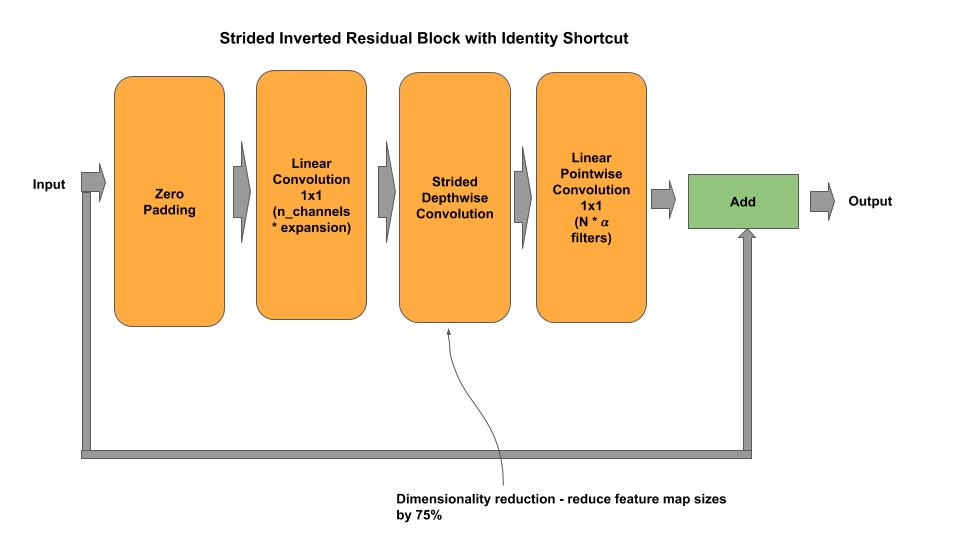 Strided Inverted Residual Block with Identity Shortcut
Input
Zero
Padding
Linear
Convolution
1x1
(n_channels
* expansion)
Strided
Depthwise
Convolution
Linear
Pointwise
Convolution
1x1
(N * α
filters)
Add
Output
Dimensionality reduction - reduce feature map sizes
by 75%